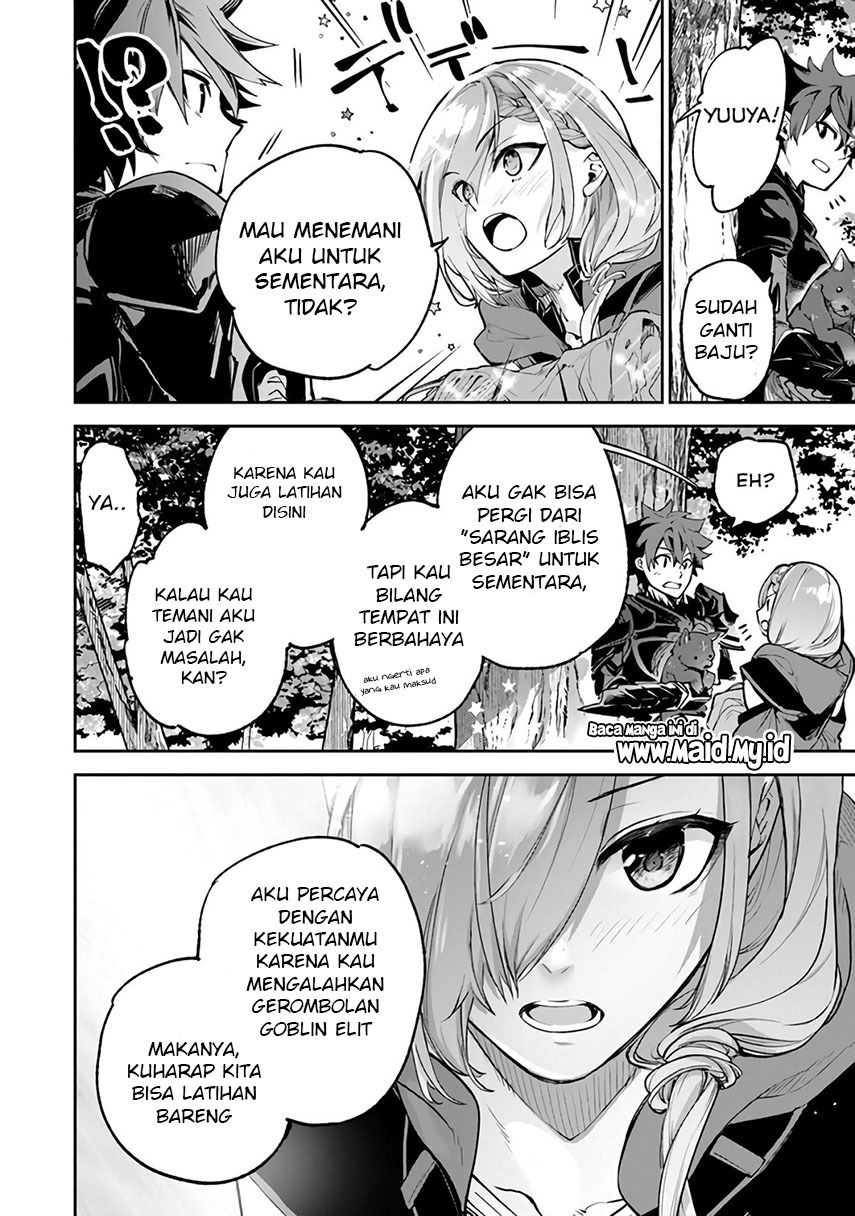 YUUYA!
SUDAH
GANTI
BAJU?
デデン!
!?
MAU MENEMANI
AKU UNTUK
SEMENTARA,
TIDAK?
EH?
AKU GAK BISA
PERGI DARI
"SARANG IBLIS
BESAR" UNTUK
SEMENTARA,
TAPI KAU
BILANG
TEMPAT INI
BERBAHAYA
aku ngerti apa
yang kau maksud
KARENA KAU
JUGA LATIHAN
DISINI
KALAU KAU
TEMANI AKU
JADI GAK
MASALAH,
KAN?
YA..
Baca Manga ini di
www.Maid.My.id
AKU PERCAYA
DENGAN
KEKUATANMU
KARENA KAU
MENGALAHKAN
GEROMBOLAN
GOBLIN ELIT
MAKANYA,
KUHARAP KITA
BISA LATIHAN
BARENG